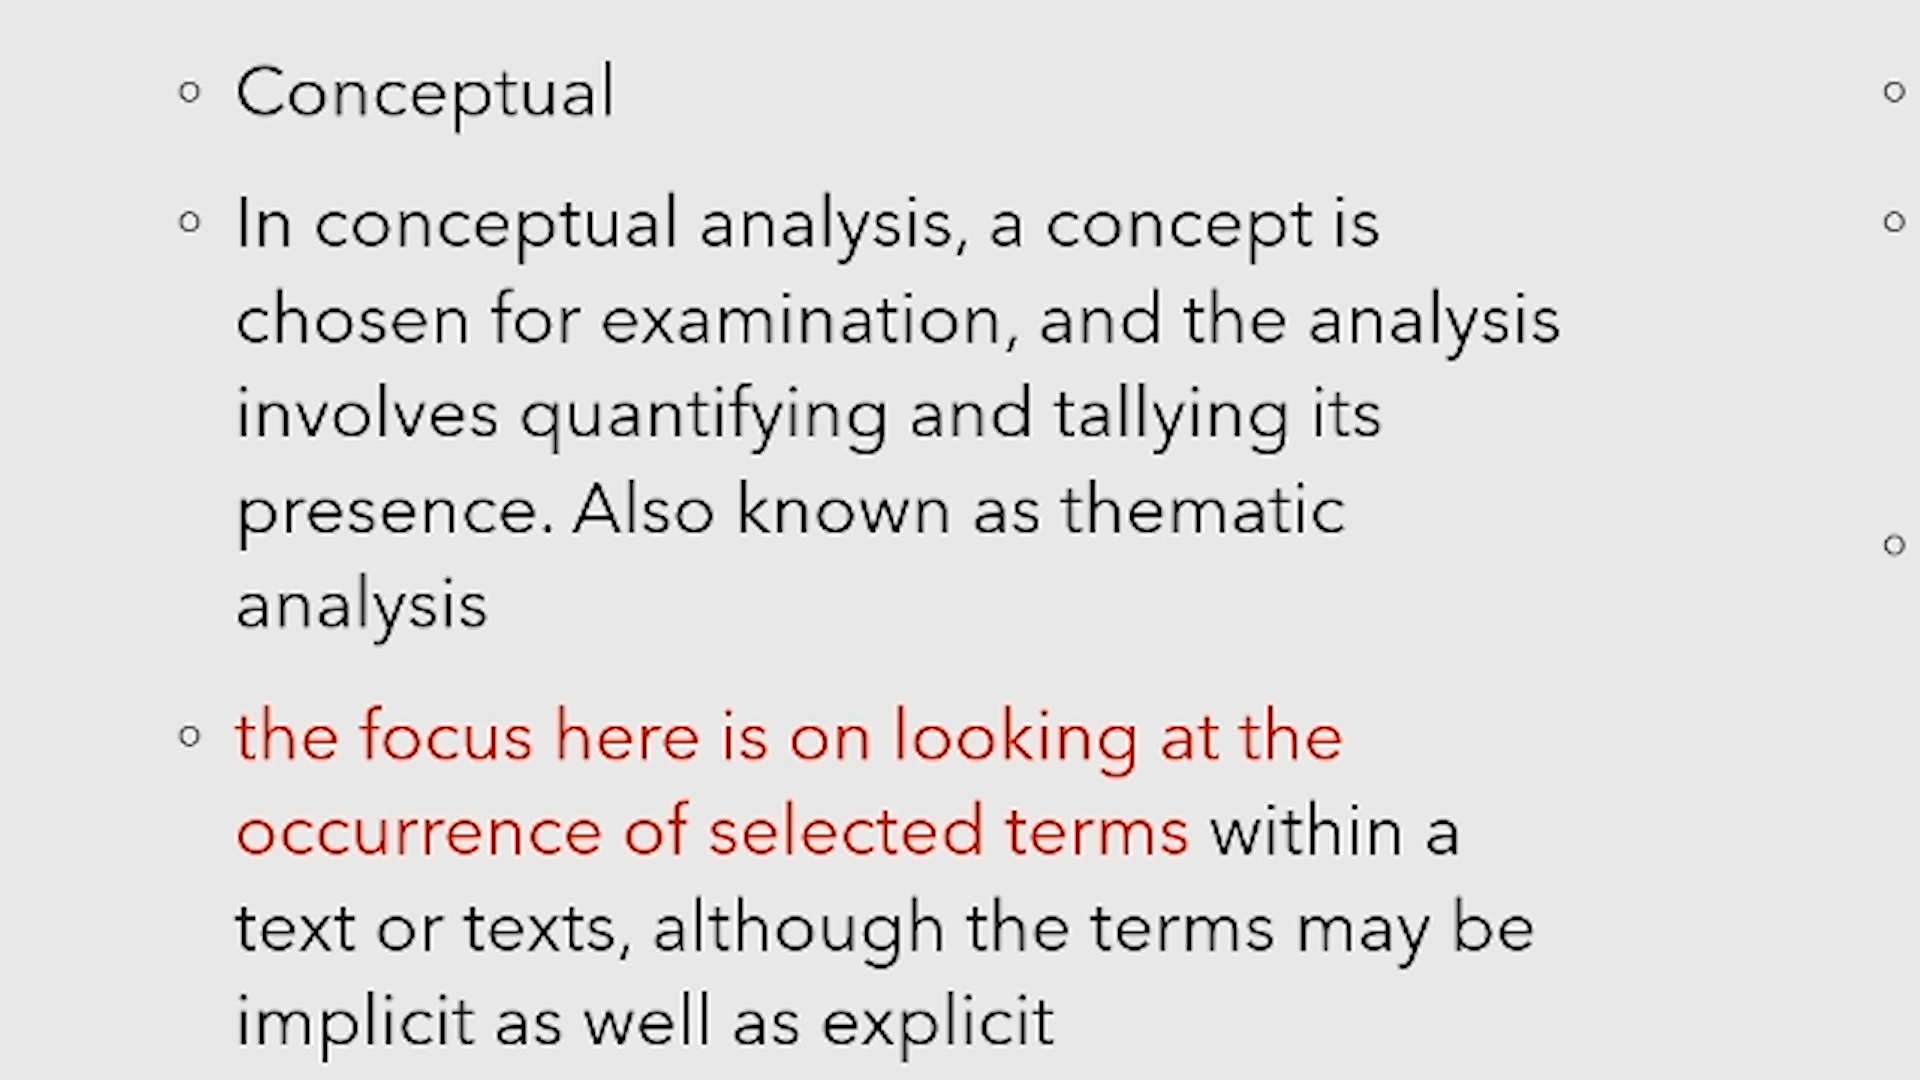 Conceptual
In conceptual analysis, a concept is
chosen for examination, and the analysis
involves quantifying and tallying its
presence. Also known as thematic
analysis
the focus here is on looking at the
occurrence of selected terms within a
text or texts, although the terms may be
implicit as well as explicit